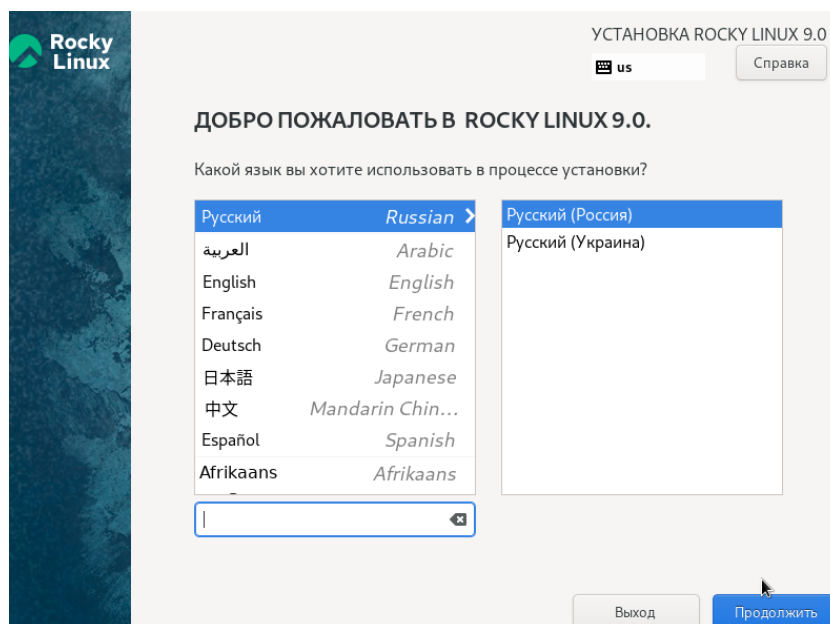 Rocky
Linux
УСТАНОВКА ROCKY LINUX 9.0
us
Справка
ДОБРО ПОЖАЛОВАТЬ В ROCKY LINUX 9.0.
Какой язык вы хотите использовать в процессе установки?
Русский Russian
العربية Arabic
English English
Français French
Deutsch German
日本語 Japanese
中文 Mandarin Chin...
Español Spanish
Afrikaans Afrikaans
Русский (Россия)
Русский (Украина)
Выход
Продолжить